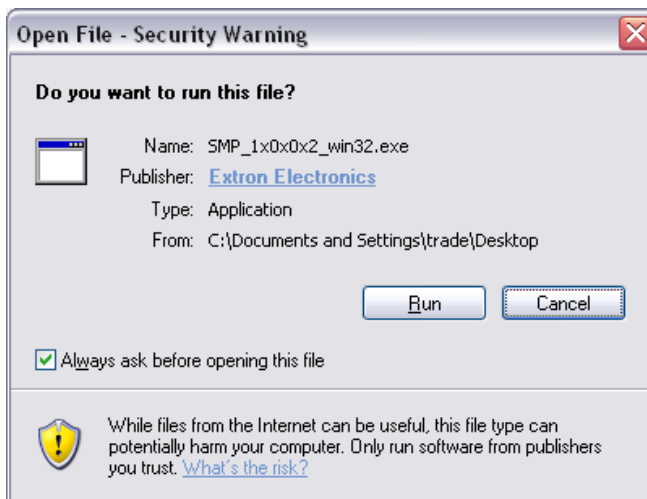 Open File - Security Warning
Do you want to run this file?
Name: SMP_1x0x0x2_win32.exe
Publisher: Extron Electronics
Type: Application
From: C:\Documents and Settings\trade\Desktop
Run Cancel
Always ask before opening this file
While files from the Internet can be useful, this file type can
potentially harm your computer. Only run software from publishers
you trust. What's the risk?